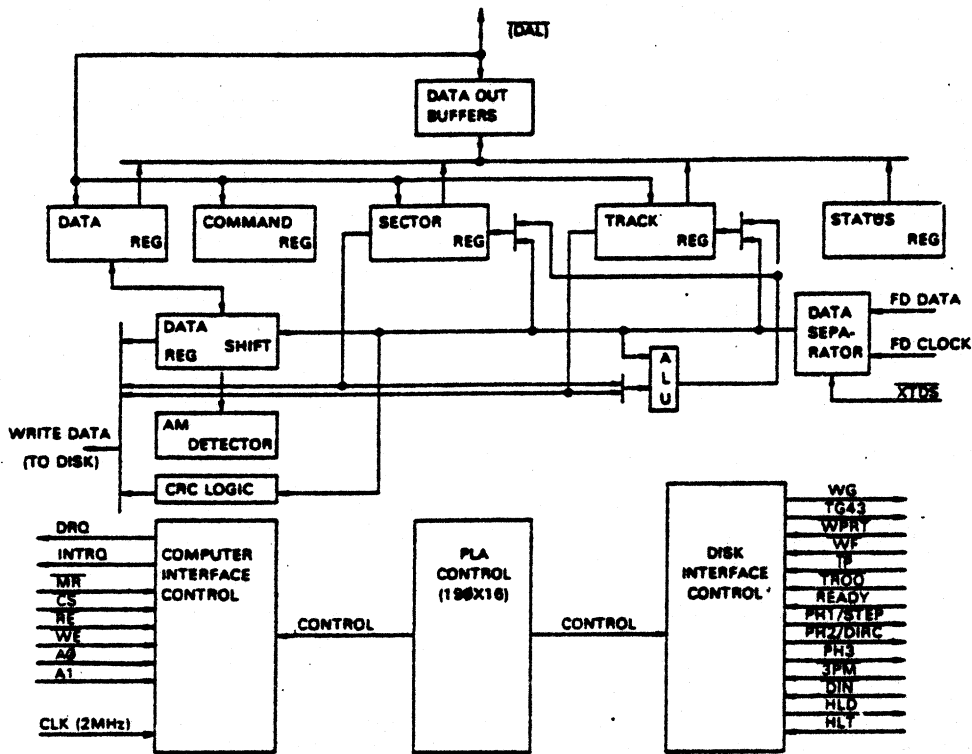 (DAL)
DATA OUT
BUFFERS
DATA
REG
COMMAND
REG
SECTOR
REG
TRACK
REG
STATUS
REG
DATA
REG
SHIFT
DATA
SEPA-
RATOR
FD DATA
FD CLOCK
XTDS
A
L
U
AM
DETECTOR
WRITE DATA
(TO DISK)
CRC LOGIC
DRQ
INTRQ
MR
CS
RE
WE
A0
A1
CLK (2MHz)
COMPUTER
INTERFACE
CONTROL
CONTROL
PLA
CONTROL
(190X16)
CONTROL
DISK
INTERFACE
CONTROL
WG
TG43
WPRT
WF
IP
TROO
READY
PH1/STEP
PH2/DIRC
PH3
3PM
DIN
HLD
HLT